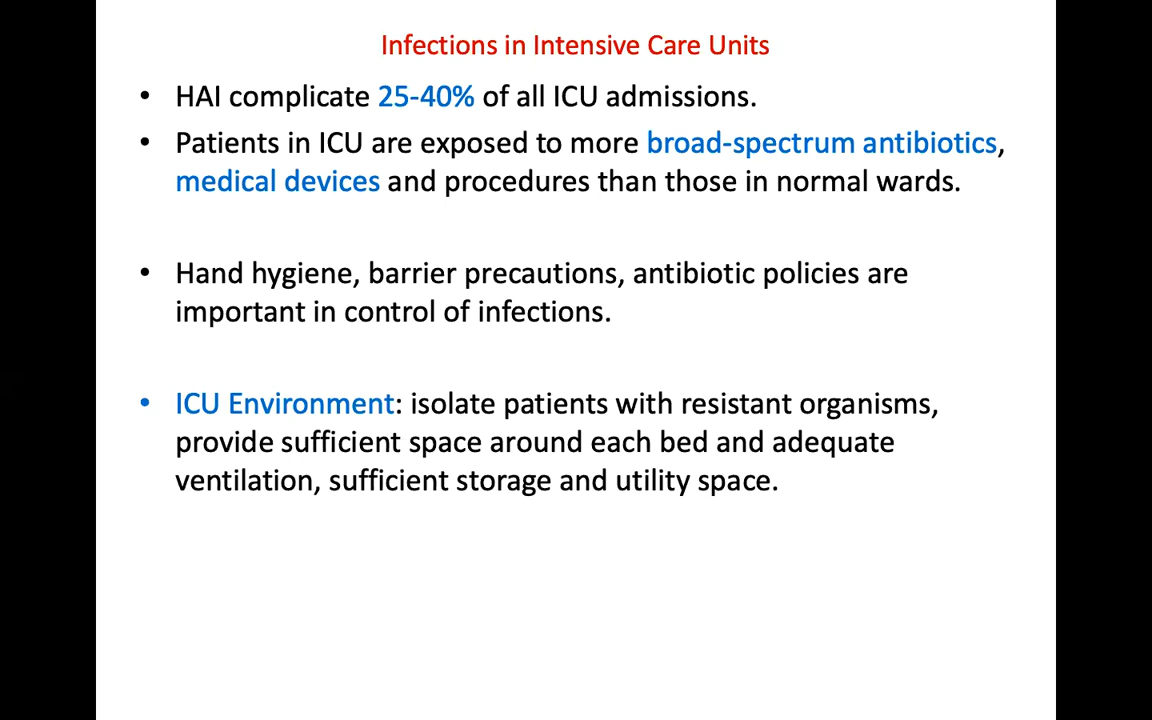 Infections in Intensive Care Units
• HAI complicate 25-40% of all ICU admissions.
• Patients in ICU are exposed to more broad-spectrum antibiotics,
medical devices and procedures than those in normal wards.
• Hand hygiene, barrier precautions, antibiotic policies are
important in control of infections.
• ICU Environment: isolate patients with resistant organisms,
provide sufficient space around each bed and adequate
ventilation, sufficient storage and utility space.